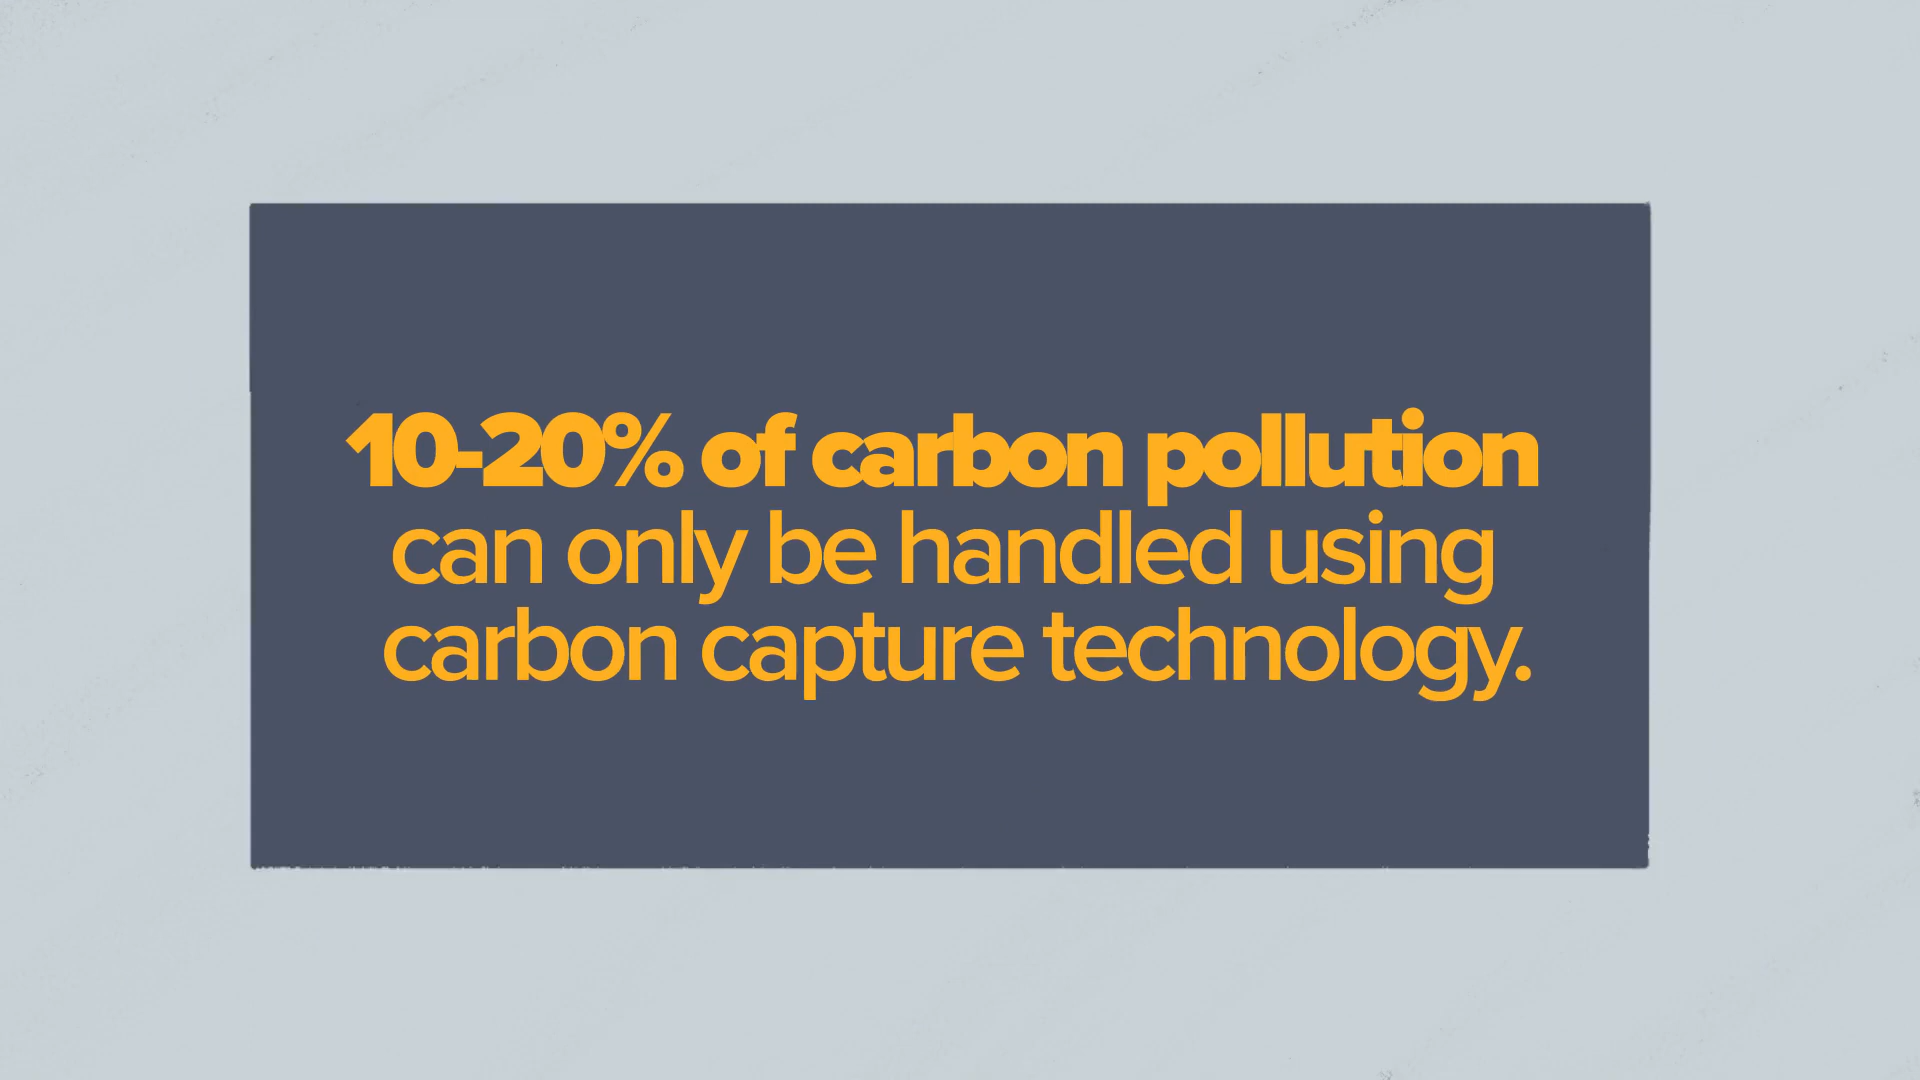 10-20% of carbon pollution
can only be handled using
carbon capture technology.